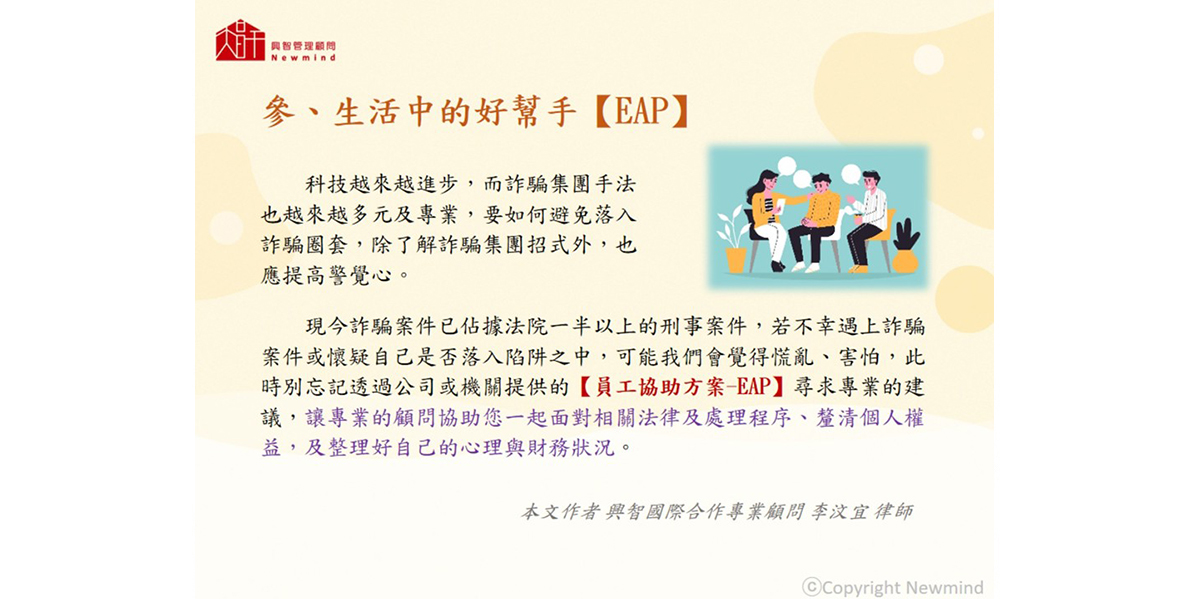 興智管理顧問
Newmind
參、生活中的好幫手【EAP】
科技越來越進步，而詐騙集團手法
也越來越多元及專業，要如何避免落入
詐騙圈套，除了解詐騙集團招式外，也
應提高警覺心。
現今詐騙案件已佔據法院一半以上的刑事案件，若不幸遇上詐騙
案件或懷疑自己是否落入陷阱之中，可能我們會覺得慌亂、害怕，此
時別忘記透過公司或機關提供的【員工協助方案-EAP】尋求專業的建
議，讓專業的顧問協助您一起面對相關法律及處理程序、釐清個人權
益，及整理好自己的心理與財務狀況。
本文作者 興智國際合作專業顧問 李汶宜 律師
ⓒCopyright Newmind